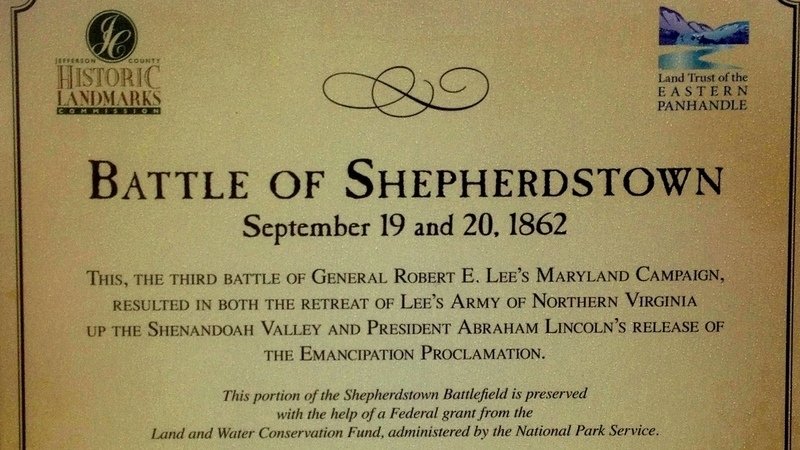 JC
JEFFERSON COUNTY
HISTORIC
LANDMARKS
COMMISSION
Land Trust of the
EASTERN
PANHANDLE
BATTLE OF SHEPHERDSTOWN
September 19 and 20, 1862
THIS, THE THIRD BATTLE OF GENERAL ROBERT E. LEE'S MARYLAND CAMPAIGN,
RESULTED IN BOTH THE RETREAT OF LEE'S ARMY OF NORTHERN VIRGINIA
UP THE SHENANDOAH VALLEY AND PRESIDENT ABRAHAM LINCOLN'S RELEASE OF
THE EMANCIPATION PROCLAMATION.
This portion of the Shepherdstown Battlefield is preserved
with the help of a Federal grant from the
Land and Water Conservation Fund, administered by the National Park Service.